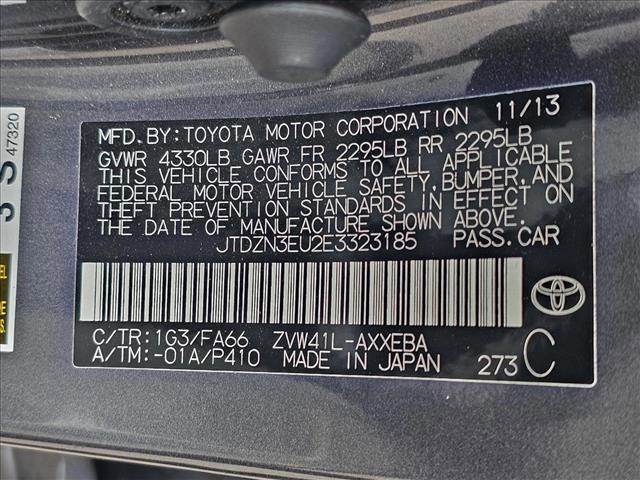 MFD.BY:TOYOTA MOTOR CORPORATION 11/13
GVWR 4330LB GAWR FR 2295LB RR 2295LB
THIS VEHICLE CONFORMS TO ALL APPLICABLE
FEDERAL MOTOR VEHICLE SAFETY,BUMPER,AND
THEFT PREVENTION STANDARDS IN EFFECT ON
THE DATE OF MANUFACTURE SHOWN ABOVE.
JTDZN3EU2E3323185 PASS.CAR
C/TR:1G3/FA66 ZVW41L-AXXEBA
A/TM:-01A/P410 MADE IN JAPAN 273 C
47320